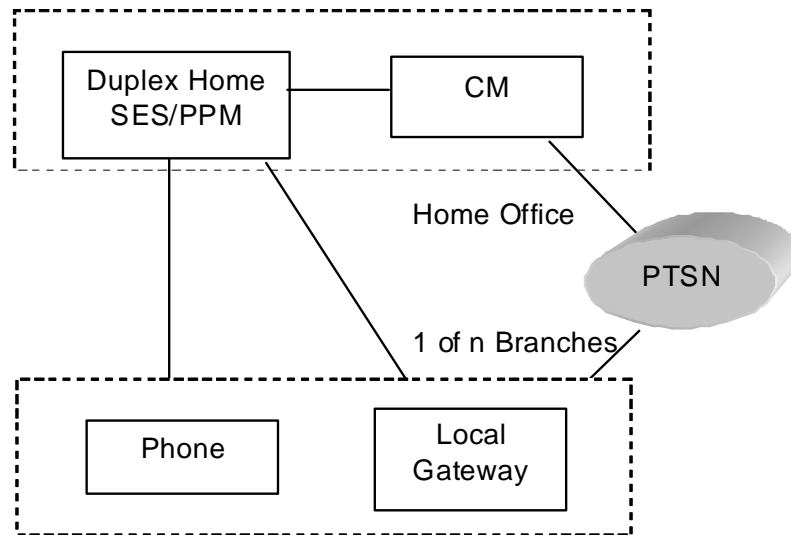 Duplex Home
SES/PPM
CM
Home Office
PTSN
1 of n Branches
Phone
Local
Gateway